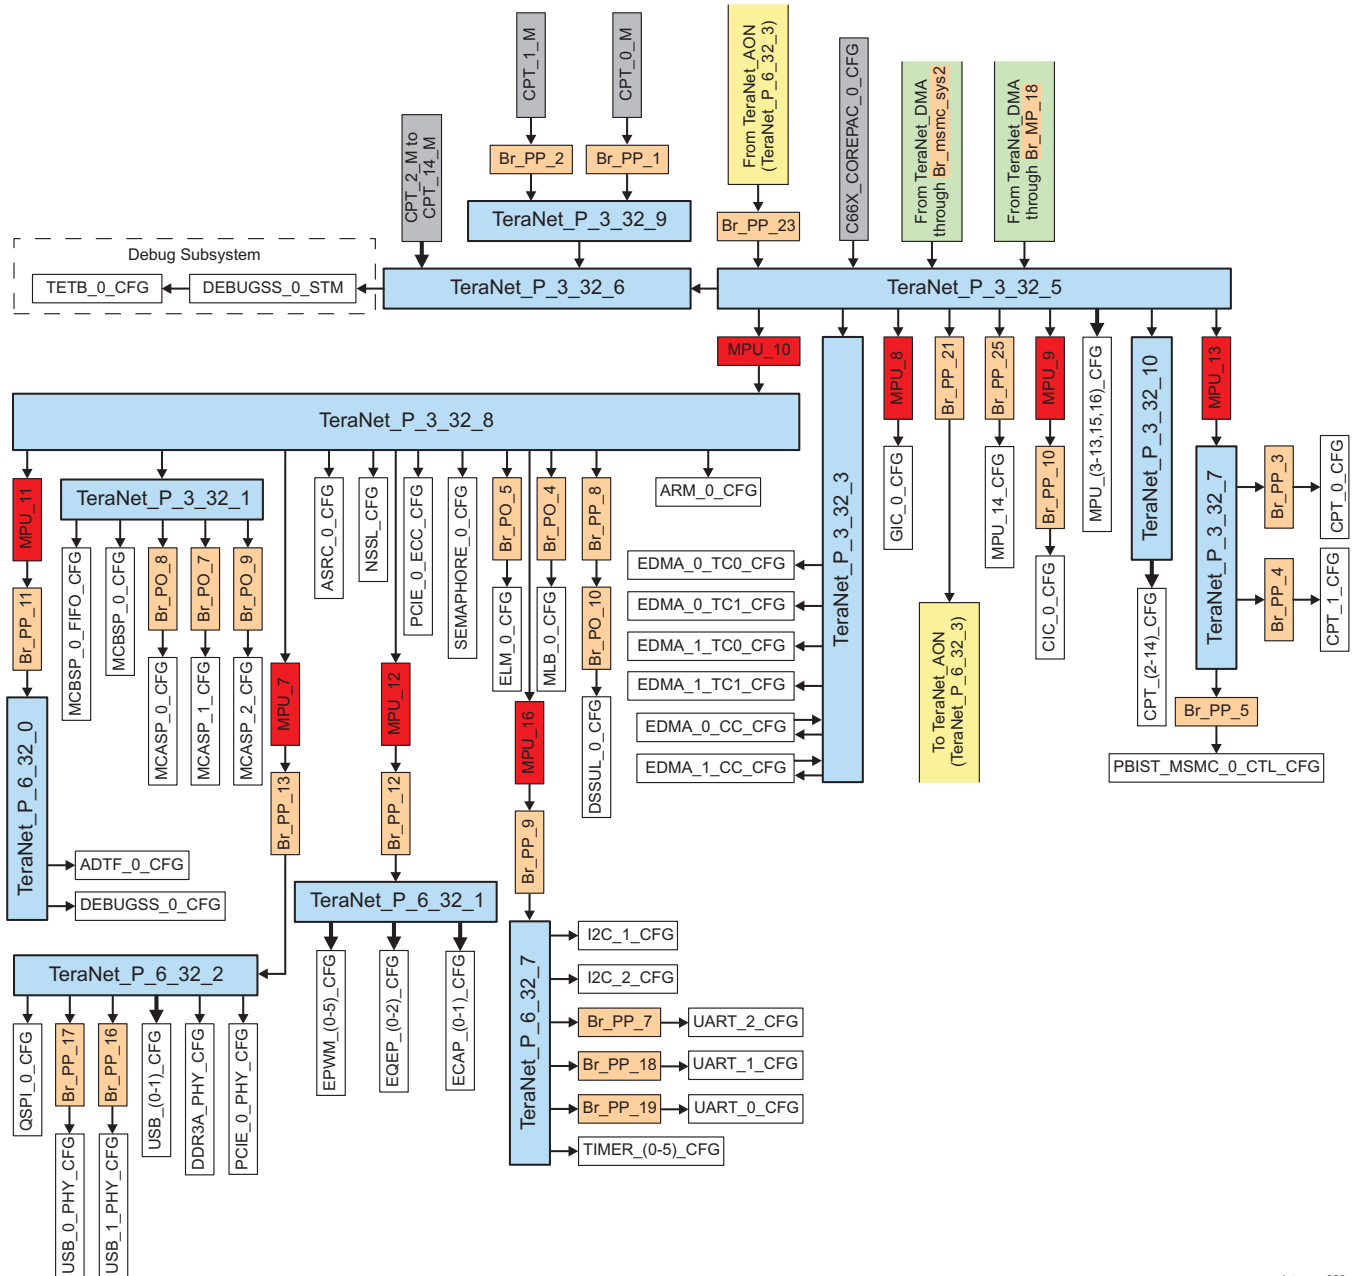 CPT_1_M
CPT_0_M
CPT_2_M to
CPT_14_M
From TeraNet_AON
(TeraNet_P_6_32_3)
C66X_COREPAC_0_CFG
From TeraNet_DMA
through Br_msmc_sys2
From TeraNet_DMA
through Br_MP_18
Br_PP_2
Br_PP_1
TeraNet_P_3_32_9
Br_PP_23
Debug Subsystem
TETB_0_CFG
DEBUGSS_0_STM
TeraNet_P_3_32_6
TeraNet_P_3_32_5
MPU_10
TeraNet_P_3_32_3
MPU_8
Br_PP_21
Br_PP_25
MPU_9
MPU_(3-13,15,16)_CFG
TeraNet_P_3_32_10
MPU_13
TeraNet_P_3_32_8
GIC_0_CFG
MPU_14_CFG
Br_PP_10
CIC_0_CFG
TeraNet_P_3_32_7
Br_PP_3
CPT_0_CFG
Br_PP_4
CPT_1_CFG
MPU_11
TeraNet_P_3_32_1
ASRC_0_CFG
NSSL_CFG
PCIE_0_ECC_CFG
SEMAPHORE_0_CFG
Br_PO_5
Br_PO_4
Br_PP_8
ARM_0_CFG
Br_PP_11
MCBSP_0_FIFO_CFG
MCBSP_0_CFG
Br_PO_8
Br_PO_7
Br_PO_9
MCASP_0_CFG
MCASP_1_CFG
MCASP_2_CFG
ELM_0_CFG
MLB_0_CFG
Br_PO_10
DSSUL_0_CFG
EDMA_0_TC0_CFG
EDMA_0_TC1_CFG
EDMA_1_TC0_CFG
EDMA_1_TC1_CFG
EDMA_0_CC_CFG
EDMA_1_CC_CFG
To TeraNet_AON
(TeraNet_P_6_32_3)
CPT_(2-14)_CFG
Br_PP_5
PBIST_MSMC_0_CTL_CFG
MPU_7
MPU_12
MPU_16
TeraNet_P_6_32_0
Br_PP_13
Br_PP_12
Br_PP_9
ADTF_0_CFG
DEBUGSS_0_CFG
TeraNet_P_6_32_1
EPWM_(0-5)_CFG
EQEP_(0-2)_CFG
ECAP_(0-1)_CFG
TeraNet_P_6_32_7
I2C_1_CFG
I2C_2_CFG
Br_PP_7
UART_2_CFG
Br_PP_18
UART_1_CFG
Br_PP_19
UART_0_CFG
TIMER_(0-5)_CFG
TeraNet_P_6_32_2
QSPI_0_CFG
Br_PP_17
Br_PP_16
USB_(0-1)_CFG
DDR3A_PHY_CFG
PCIE_0_PHY_CFG
USB_0_PHY_CFG
USB_1_PHY_CFG